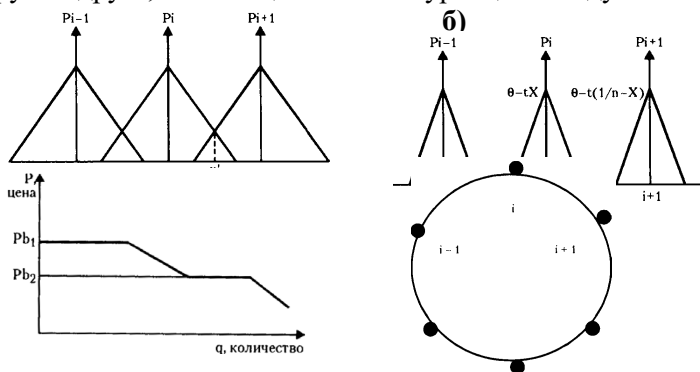 б)
Pi−1 Pi Pi+1
Pi−1 Pi Pi+1
θ−tX θ−t(1/n−X)
i+1
P,
цена
Pb1
Pb2
q, количество
i
i − 1 i + 1